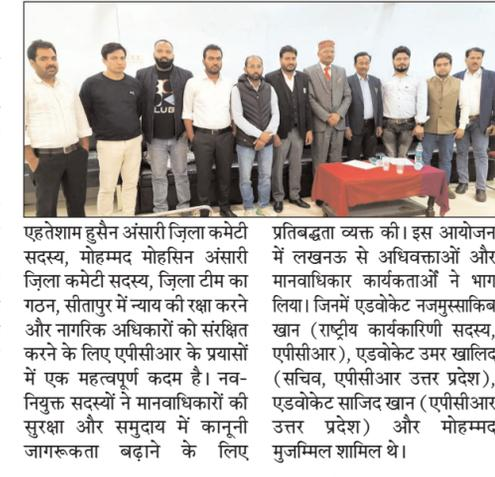 LUB
एहतेशाम हुसैन अंसारी ज़िला कमेटी
सदस्य, मोहम्मद मोहसिन अंसारी
ज़िला कमेटी सदस्य, ज़िला टीम का
गठन, सीतापुर में न्याय की रक्षा करने
और नागरिक अधिकारों को संरक्षित
करने के लिए एपीसीआर के प्रयासों
में एक महत्वपूर्ण कदम है। नव-
नियुक्त सदस्यों ने मानवाधिकारों की
सुरक्षा और समुदाय में कानूनी
जागरूकता बढ़ाने के लिए
प्रतिबद्धता व्यक्त की। इस आयोजन
में लखनऊ से अधिवक्ताओं और
मानवाधिकार कार्यकर्ताओं ने भाग
लिया। जिनमें एडवोकेट नजमुस्साकिब
खान (राष्ट्रीय कार्यकारिणी सदस्य,
एपीसीआर), एडवोकेट उमर खालिद
(सचिव, एपीसीआर उत्तर प्रदेश),
एडवोकेट साजिद खान (एपीसीआर
उत्तर प्रदेश) और मोहम्मद
मुजम्मिल शामिल थे।